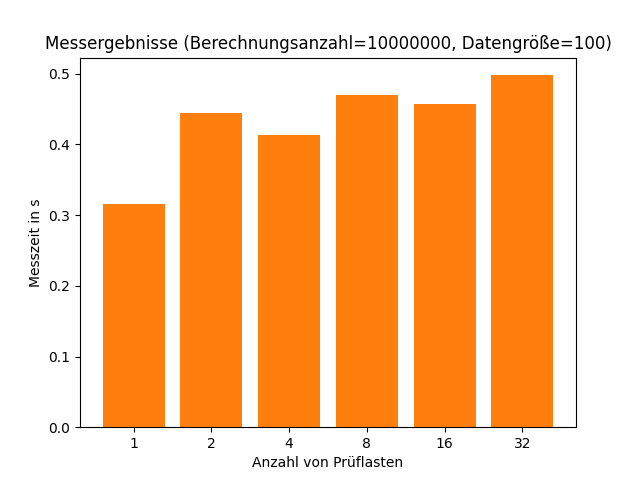 Messergebnisse (Berechnungsanzahl=10000000, Datengröße=100)
0.5
0.4
0.3
0.2
0.1
0.0
Messzeit in s
1 2 4 8 16 32
Anzahl von Prüflasten